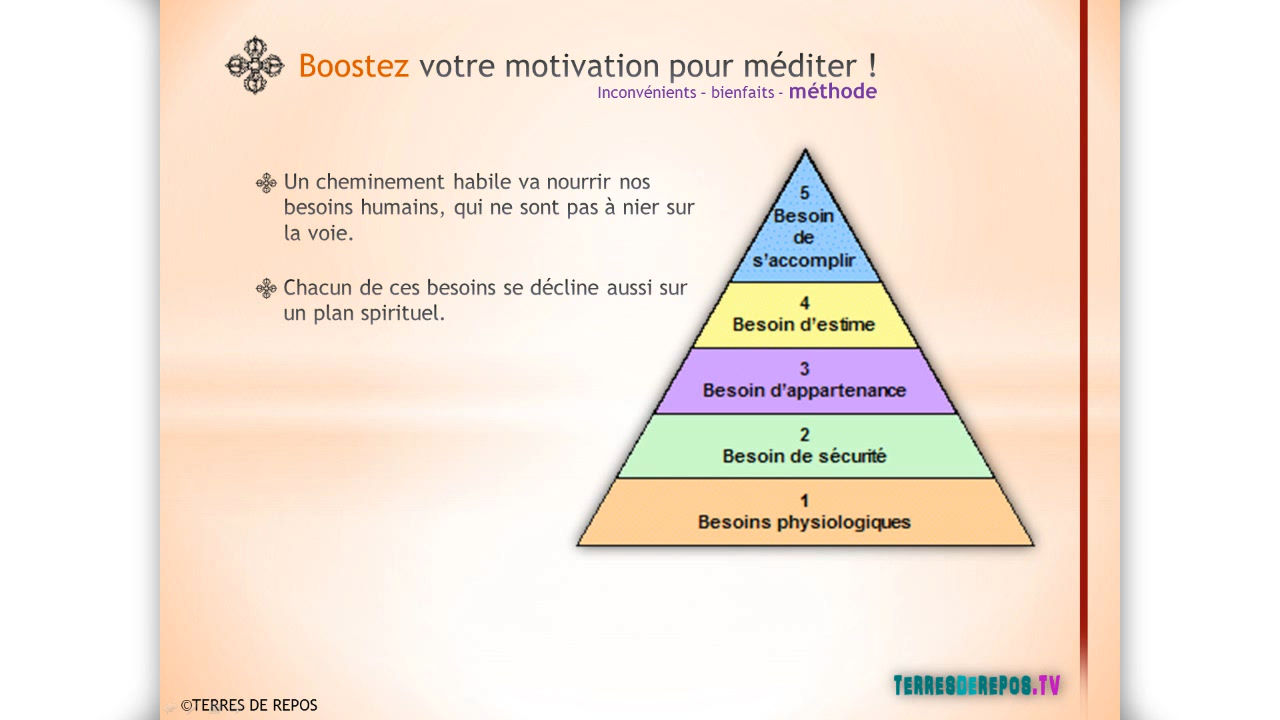 Boostez votre motivation pour méditer !
Inconvénients - bienfaits - méthode
Un cheminement habile va nourrir nos
besoins humains, qui ne sont pas à nier sur
la voie.
Chacun de ces besoins se décline aussi sur
un plan spirituel.
5
Besoin
de
s'accomplir
4
Besoin d'estime
3
Besoin d'appartenance
2
Besoin de sécurité
1
Besoins physiologiques
TERRESDEREPOS.TV
©TERRES DE REPOS